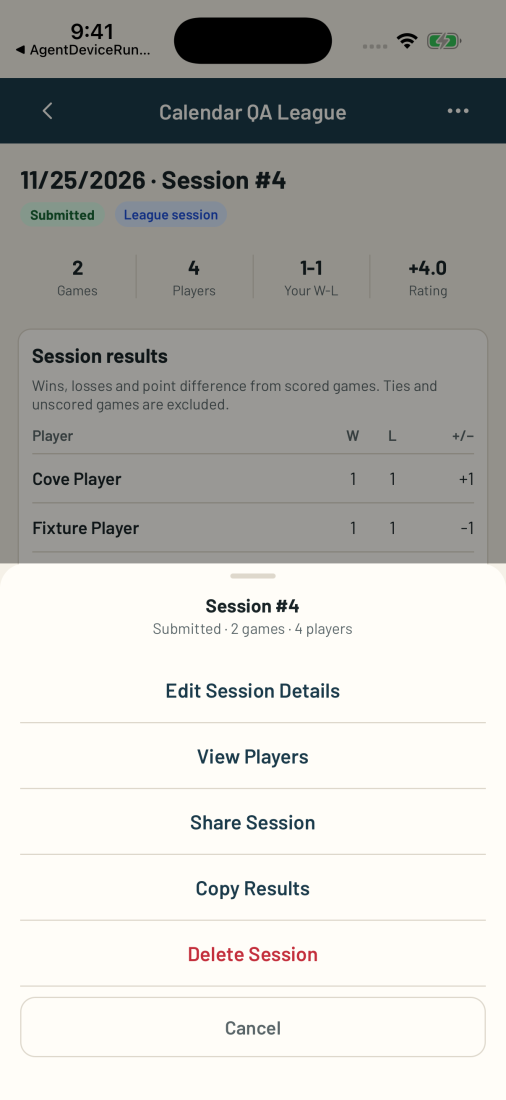 9:41
◀ AgentDeviceRun...
Calendar QA League
11/25/2026 · Session #4
Submitted
League session
2
4
1-1
+4.0
Games
Players
Your W-L
Rating
Session results
Wins, losses and point difference from scored games. Ties and
unscored games are excluded.
Player W L +/−
Cove Player 1 1 +1
Fixture Player 1 1 -1
Session #4
Submitted · 2 games · 4 players
Edit Session Details
View Players
Share Session
Copy Results
Delete Session
Cancel